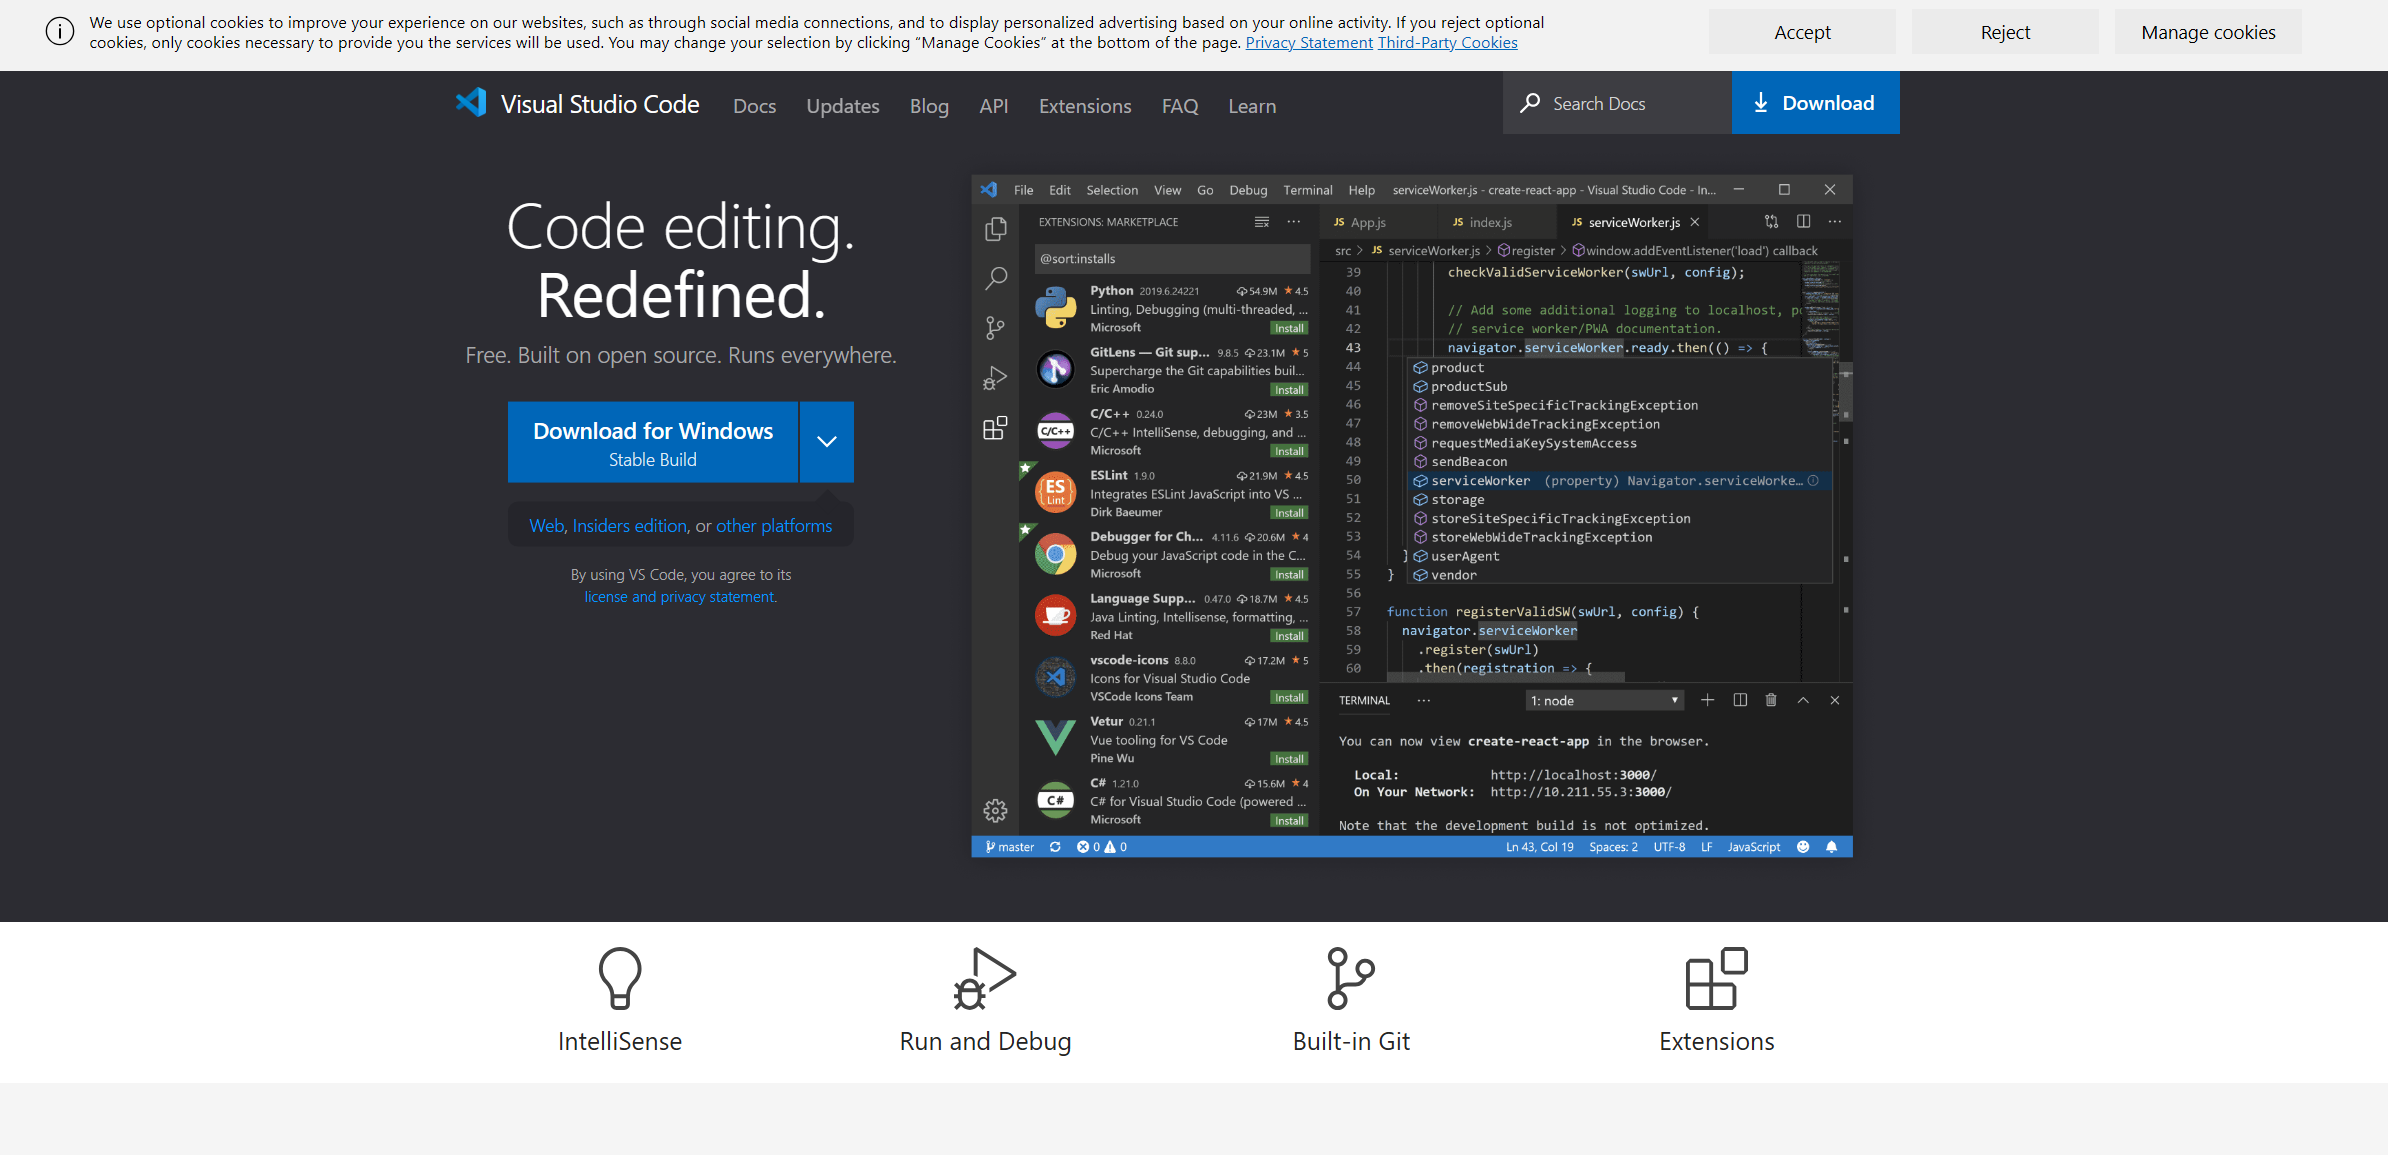 We use optional cookies to improve your experience on our websites, such as through social media connections, and to display personalized advertising based on your online activity. If you reject optional
cookies, only cookies necessary to provide you the services will be used. You may change your selection by clicking “Manage Cookies” at the bottom of the page. Privacy Statement Third-Party Cookies
Accept
Reject
Manage cookies
Visual Studio Code
Docs
Updates
Blog
API
Extensions
FAQ
Learn
Search Docs
Download
Code editing.
Redefined.
Free. Built on open source. Runs everywhere.
Download for Windows
Stable Build
Web, Insiders edition, or other platforms
By using VS Code, you agree to its
license and privacy statement.
File Edit Selection View Go Debug Terminal Help serviceWorker.js - create-react-app - Visual Studio Code - In...
EXTENSIONS: MARKETPLACE
@sort:installs
Python 2019.6.24221 54.9M ★ 4.5
Linting, Debugging (multi-threaded, ...
Microsoft Install
GitLens — Git sup... 9.8.5 23.1M ★ 5
Supercharge the Git capabilities buil...
Eric Amodio Install
C/C++
C/C++ 0.24.0 23M ★ 3.5
C/C++ IntelliSense, debugging, and ...
Microsoft Install
ES
Lint
ESLint 1.9.0 21.9M ★ 4.5
Integrates ESLint JavaScript into VS ...
Dirk Baeumer Install
Debugger for Ch... 4.11.6 20.6M ★ 4
Debug your JavaScript code in the C...
Microsoft Install
Language Supp... 0.47.0 18.7M ★ 4.5
Java Linting, Intellisense, formatting, ...
Red Hat Install
vscode-icons 8.8.0 17.2M ★ 5
Icons for Visual Studio Code
VSCode Icons Team Install
Vetur 0.21.1 17M ★ 4.5
Vue tooling for VS Code
Pine Wu Install
C#
C# 1.21.0 15.6M ★ 4
C# for Visual Studio Code (powered ...
Microsoft Install
JS App.js JS index.js JS serviceWorker.js
src > JS serviceWorker.js > register > window.addEventListener('load') callback
39 checkValidServiceWorker(swUrl, config);
40
41 // Add some additional logging to localhost, po
42 // service worker/PWA documentation.
43 navigator.serviceWorker.ready.then(() => {
44 product
45 productSub
46 removeSiteSpecificTrackingException
47 removeWebWideTrackingException
48 requestMediaKeySystemAccess
49 sendBeacon
50 serviceWorker (property) Navigator.serviceWorke...
51 storage
52 storeSiteSpecificTrackingException
53 storeWebWideTrackingException
54 } userAgent
55 } vendor
56
57 function registerValidSW(swUrl, config) {
58 navigator.serviceWorker
59 .register(swUrl)
60 .then(registration => {
TERMINAL ... 1: node
You can now view create-react-app in the browser.
Local: http://localhost:3000/
On Your Network: http://10.211.55.3:3000/
Note that the development build is not optimized.
master 0 0 Ln 43, Col 19 Spaces: 2 UTF-8 LF JavaScript
IntelliSense
Run and Debug
Built-in Git
Extensions